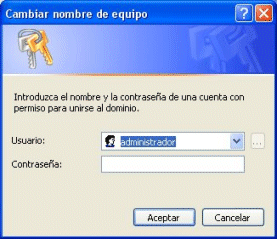 Cambiar nombre de equipo
Introduzca el nombre y la contraseña de una cuenta con
permiso para unirse al dominio.
Usuario: administrador ...
Contraseña:
Aceptar Cancelar